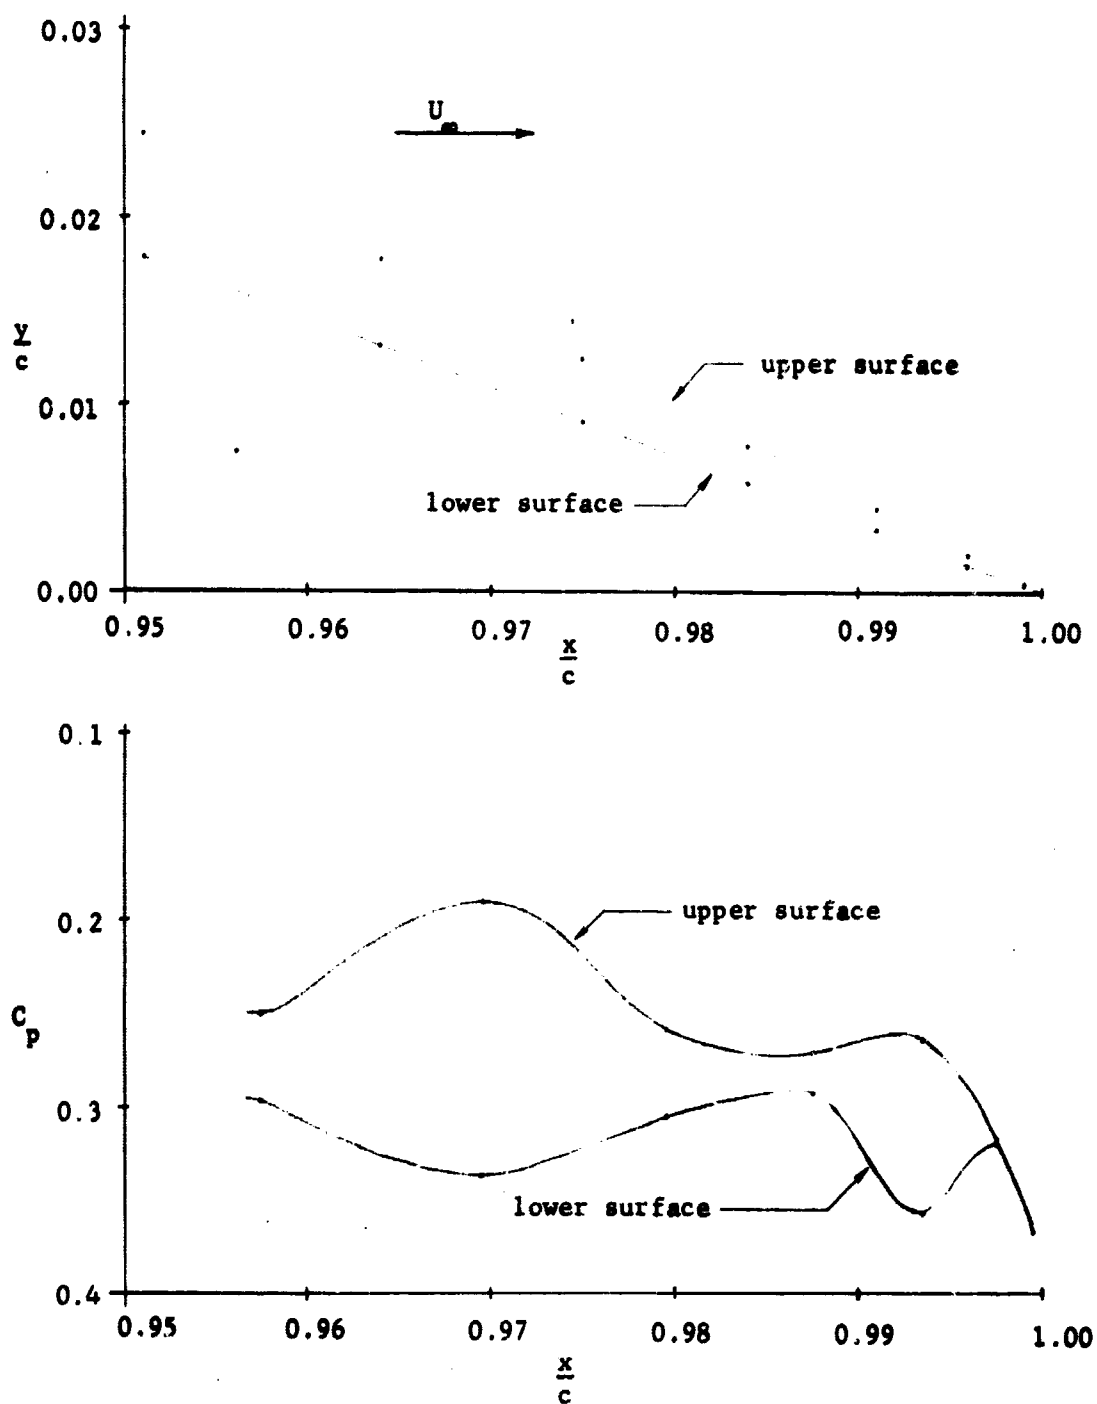 0.03
U∞
0.02
y/c
upper surface
0.01
lower surface
0.00
0.95 0.96 0.97 0.98 0.99 1.00
x/c
0.1
0.2
upper surface
Cp
0.3
lower surface
0.4
0.95 0.96 0.97 0.98 0.99 1.00
x/c